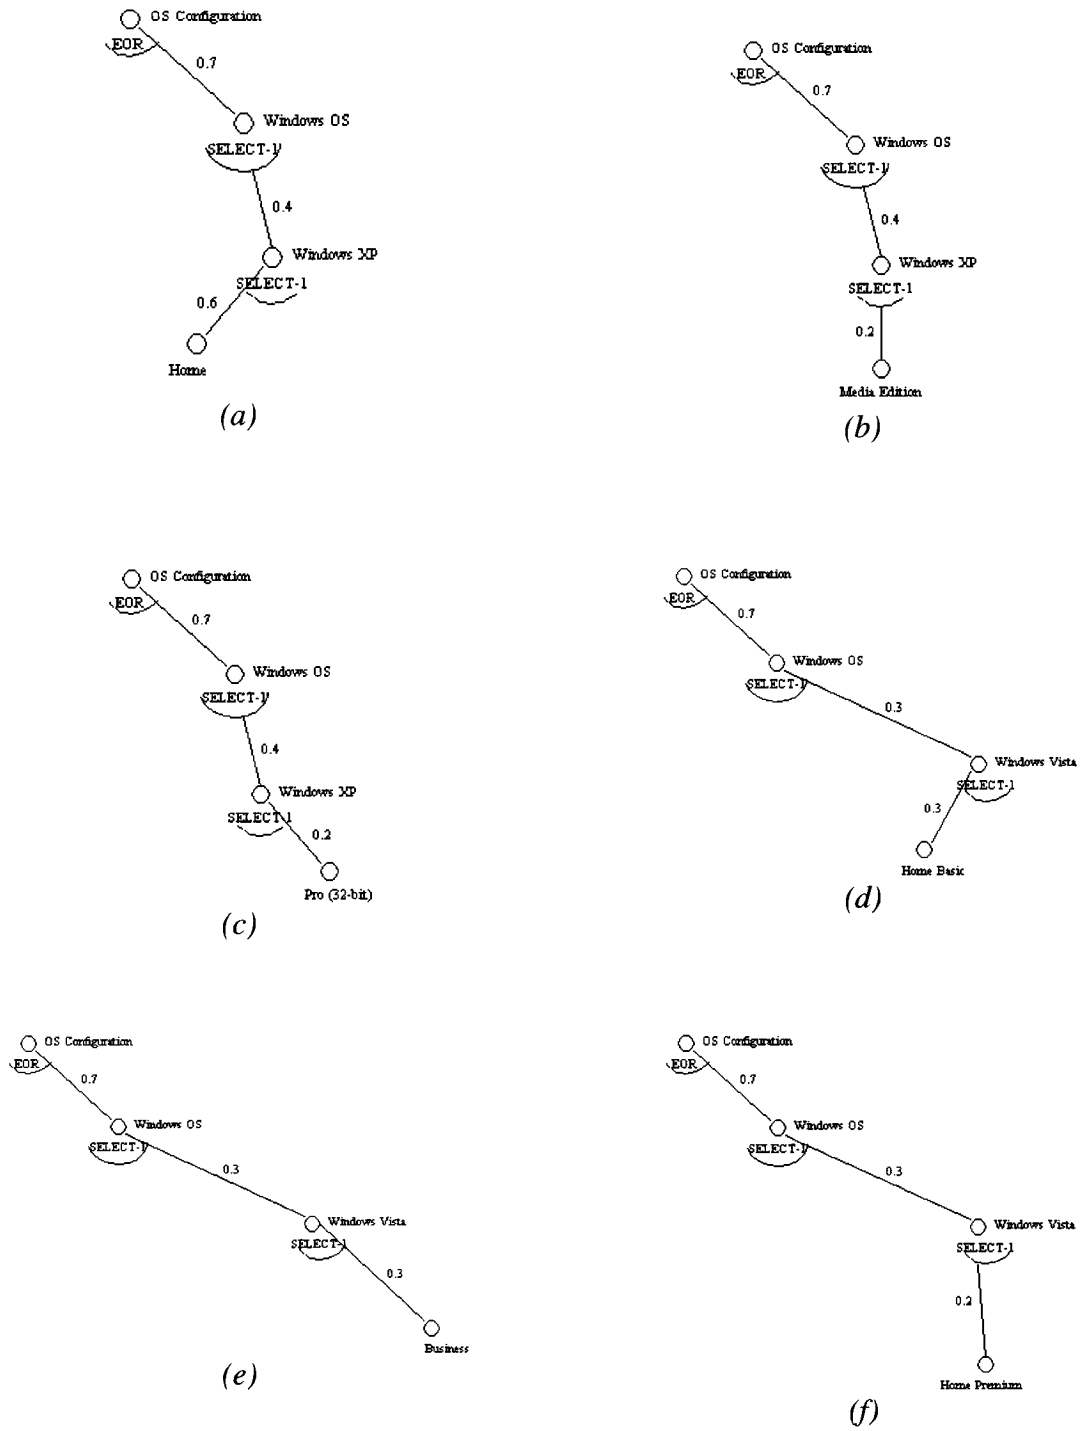 OS Configuration
EOR
0.7
Windows OS
SELECT-1
0.4
Windows XP
SELECT-1
0.6
Home
(a)
OS Configuration
EOR
0.7
Windows OS
SELECT-1
0.4
Windows XP
SELECT-1
0.2
Media Edition
(b)
OS Configuration
EOR
0.7
Windows OS
SELECT-1
0.4
Windows XP
SELECT-1
0.2
Pro (32-bit)
(c)
OS Configuration
EOR
0.7
Windows OS
SELECT-1
0.3
Windows Vista
SELECT-1
0.3
Home Basic
(d)
OS Configuration
EOR
0.7
Windows OS
SELECT-1
0.3
Windows Vista
SELECT-1
0.3
Business
(e)
OS Configuration
EOR
0.7
Windows OS
SELECT-1
0.3
Windows Vista
SELECT-1
0.2
Home Premium
(f)